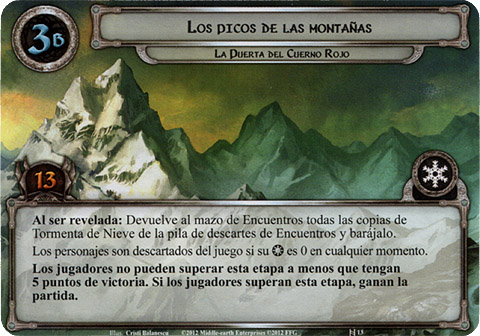 3B
LOS PICOS DE LAS MONTAÑAS
LA PUERTA DEL CUERNO ROJO
13
Al ser revelada: Devuelve al mazo de Encuentros todas las copias de
Tormenta de Nieve de la pila de descartes de Encuentros y barájalo.
Los personajes son descartados del juego si su es 0 en cualquier momento.
Los jugadores no pueden superar esta etapa a menos que tengan
5 puntos de victoria. Si los jugadores superan esta etapa, ganan la
partida.
Illus. Cristi Balanescu ©2012 Middle-earth Enterprises ©2012 FFG 13